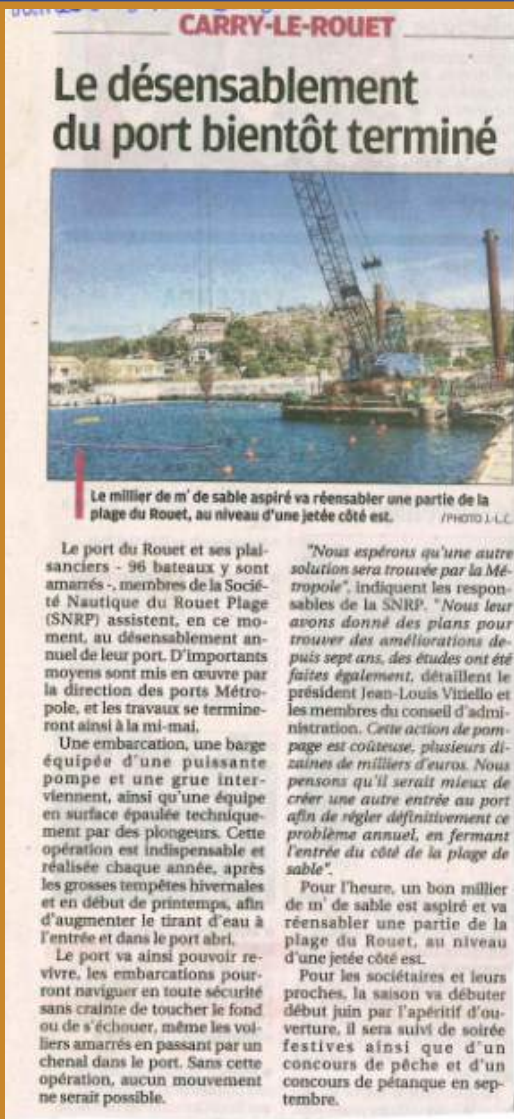 CARRY-LE-ROUET
Le désensablement
du port bientôt terminé
Le millier de m³ de sable aspiré va réensabler une partie de la
plage du Rouet, au niveau d'une jetée côté est.
/PHOTO J.-L.C.
Le port du Rouet et ses plai-
sanciers - 96 bateaux y sont
amarrés -, membres de la Socié-
té Nautique du Rouet Plage
(SNRP) assistent, en ce mo-
ment, au désensablement an-
nuel de leur port. D'importants
moyens sont mis en œuvre par
la direction des ports Métro-
pole, et les travaux se termine-
ront ainsi à la mi-mai.
Une embarcation, une barge
équipée d'une puissante
pompe et une grue inter-
viennent, ainsi qu'une équipe
en surface épaulée technique-
ment par des plongeurs. Cette
opération est indispensable et
réalisée chaque année, après
les grosses tempêtes hivernales
et en début de printemps, afin
d'augmenter le tirant d'eau à
l'entrée et dans le port abri.
Le port va ainsi pouvoir re-
vivre, les embarcations pour-
ront naviguer en toute sécurité
sans crainte de toucher le fond
ou de s'échouer, même les voi-
liers amarrés en passant par un
chenal dans le port. Sans cette
opération, aucun mouvement
ne serait possible.
"Nous espérons qu'une autre
solution sera trouvée par la Mé-
tropole", indiquent les respon-
sables de la SNRP. "Nous leur
avons donné des plans pour
trouver des améliorations de-
puis sept ans, des études ont été
faites également, détaillent le
président Jean-Louis Vitiello et
les membres du conseil d'admi-
nistration. Cette action de pom-
page est coûteuse, plusieurs di-
zaines de milliers d'euros. Nous
pensons qu'il serait mieux de
créer une autre entrée au port
afin de régler définitivement ce
problème annuel, en fermant
l'entrée du côté de la plage de
sable".
Pour l'heure, un bon millier
de m³ de sable est aspiré et va
réensabler une partie de la
plage du Rouet, au niveau
d'une jetée côté est.
Pour les sociétaires et leurs
proches, la saison va débuter
début juin par l'apéritif d'ou-
verture, il sera suivi de soirée
festives ainsi que d'un
concours de pêche et d'un
concours de pétanque en sep-
tembre.